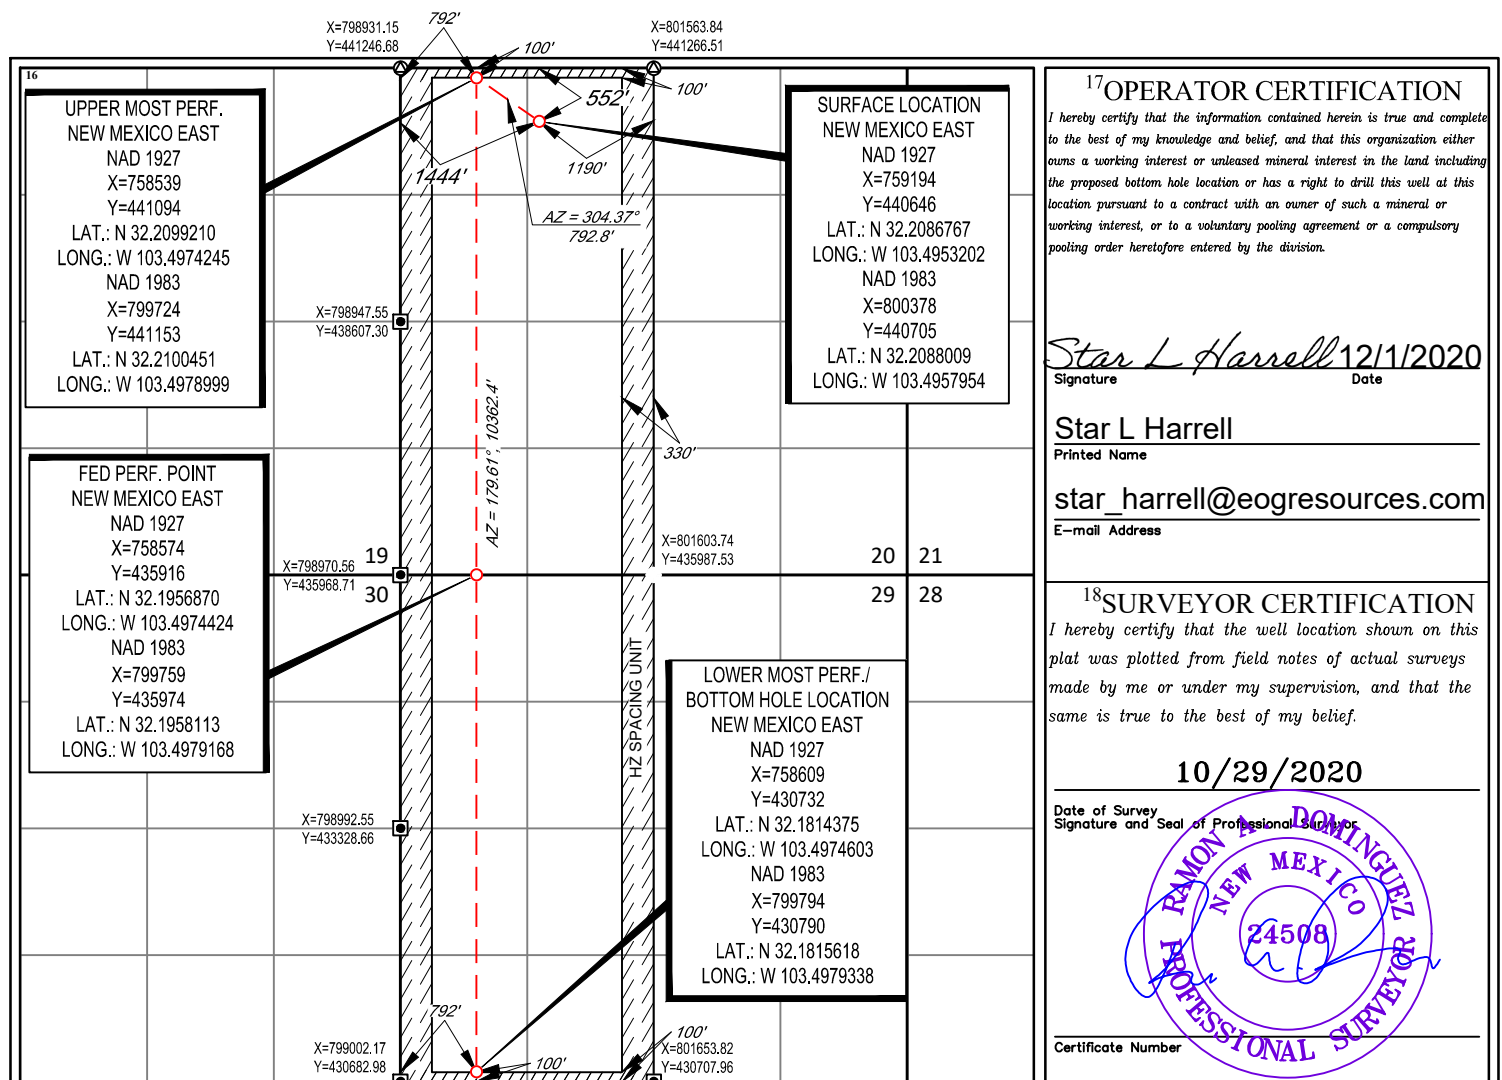 X=798931.15
Y=441246.68
792'
100'
X=801563.84
Y=441266.51
16
552'
100'
1444'
1190'
AZ = 304.37°
792.8'
UPPER MOST PERF.
NEW MEXICO EAST
NAD 1927
X=758539
Y=441094
LAT.: N 32.2099210
LONG.: W 103.4974245
NAD 1983
X=799724
Y=441153
LAT.: N 32.2100451
LONG.: W 103.4978999
SURFACE LOCATION
NEW MEXICO EAST
NAD 1927
X=759194
Y=440646
LAT.: N 32.2086767
LONG.: W 103.4953202
NAD 1983
X=800378
Y=440705
LAT.: N 32.2088009
LONG.: W 103.4957954
X=798947.55
Y=438607.30
AZ = 179.61°, 10362.4'
330'
FED PERF. POINT
NEW MEXICO EAST
NAD 1927
X=758574
Y=435916
LAT.: N 32.1956870
LONG.: W 103.4974424
NAD 1983
X=799759
Y=435974
LAT.: N 32.1958113
LONG.: W 103.4979168
X=798970.56
Y=435968.71
19
30
X=801603.74
Y=435987.53
20 21
29 28
HZ SPACING UNIT
LOWER MOST PERF./
BOTTOM HOLE LOCATION
NEW MEXICO EAST
NAD 1927
X=758609
Y=430732
LAT.: N 32.1814375
LONG.: W 103.4974603
NAD 1983
X=799794
Y=430790
LAT.: N 32.1815618
LONG.: W 103.4979338
X=798992.55
Y=433328.66
792'
X=799002.17
Y=430682.98
100'
100'
X=801653.82
Y=430707.96
17 OPERATOR CERTIFICATION
I hereby certify that the information contained herein is true and complete
to the best of my knowledge and belief, and that this organization either
owns a working interest or unleased mineral interest in the land including
the proposed bottom hole location or has a right to drill this well at this
location pursuant to a contract with an owner of such a mineral or
working interest, or to a voluntary pooling agreement or a compulsory
pooling order heretofore entered by the division.
Star L Harrell 12/1/2020
Signature Date
Star L Harrell
Printed Name
star_harrell@eogresources.com
E-mail Address
18 SURVEYOR CERTIFICATION
I hereby certify that the well location shown on this
plat was plotted from field notes of actual surveys
made by me or under my supervision, and that the
same is true to the best of my belief.
10/29/2020
Date of Survey
Signature and Seal of Professional Surveyor
RAMON A. DOMINGUEZ
NEW MEXICO
24508
PROFESSIONAL SURVEYOR
Certificate Number